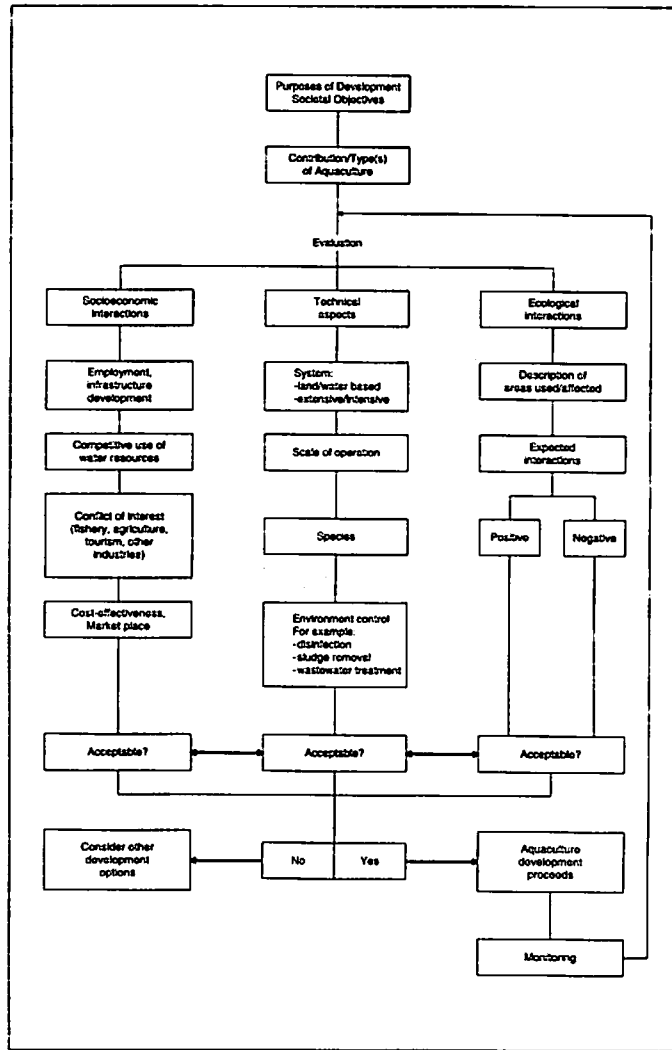 Purposes of Development
Societal Objectives
Contribution/Type(s)
of Aquaculture
Evaluation
Socioeconomic
interactions
Employment,
infrastructure
development
Competitive use of
water resources
Conflict of interest
(fishery, agriculture,
tourism, other
industries)
Cost-effectiveness,
Market place
Acceptable?
Technical
aspects
System:
-land/water based
-extensive/intensive
Scale of operation
Species
Environment control
For example:
-disinfection
-sludge removal
-wastewater treatment
Acceptable?
Ecological
interactions
Description of
areas used/affected
Expected
interactions
Positive
Negative
Acceptable?
Consider other
development
options
No
Yes
Aquaculture
development
proceeds
Monitoring